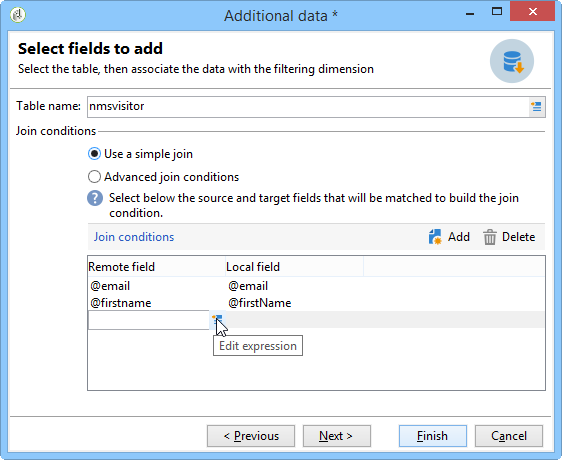 Additional data *
Select fields to add
Select the table, then associate the data with the filtering dimension
Table name: nmsvisitor
Join conditions
Use a simple join
Advanced join conditions
? Select below the source and target fields that will be matched to build the join
condition.
Join conditions Add Delete
Remote field Local field
@email @email
@firstname @firstName
Edit expression
< Previous Next > Finish Cancel